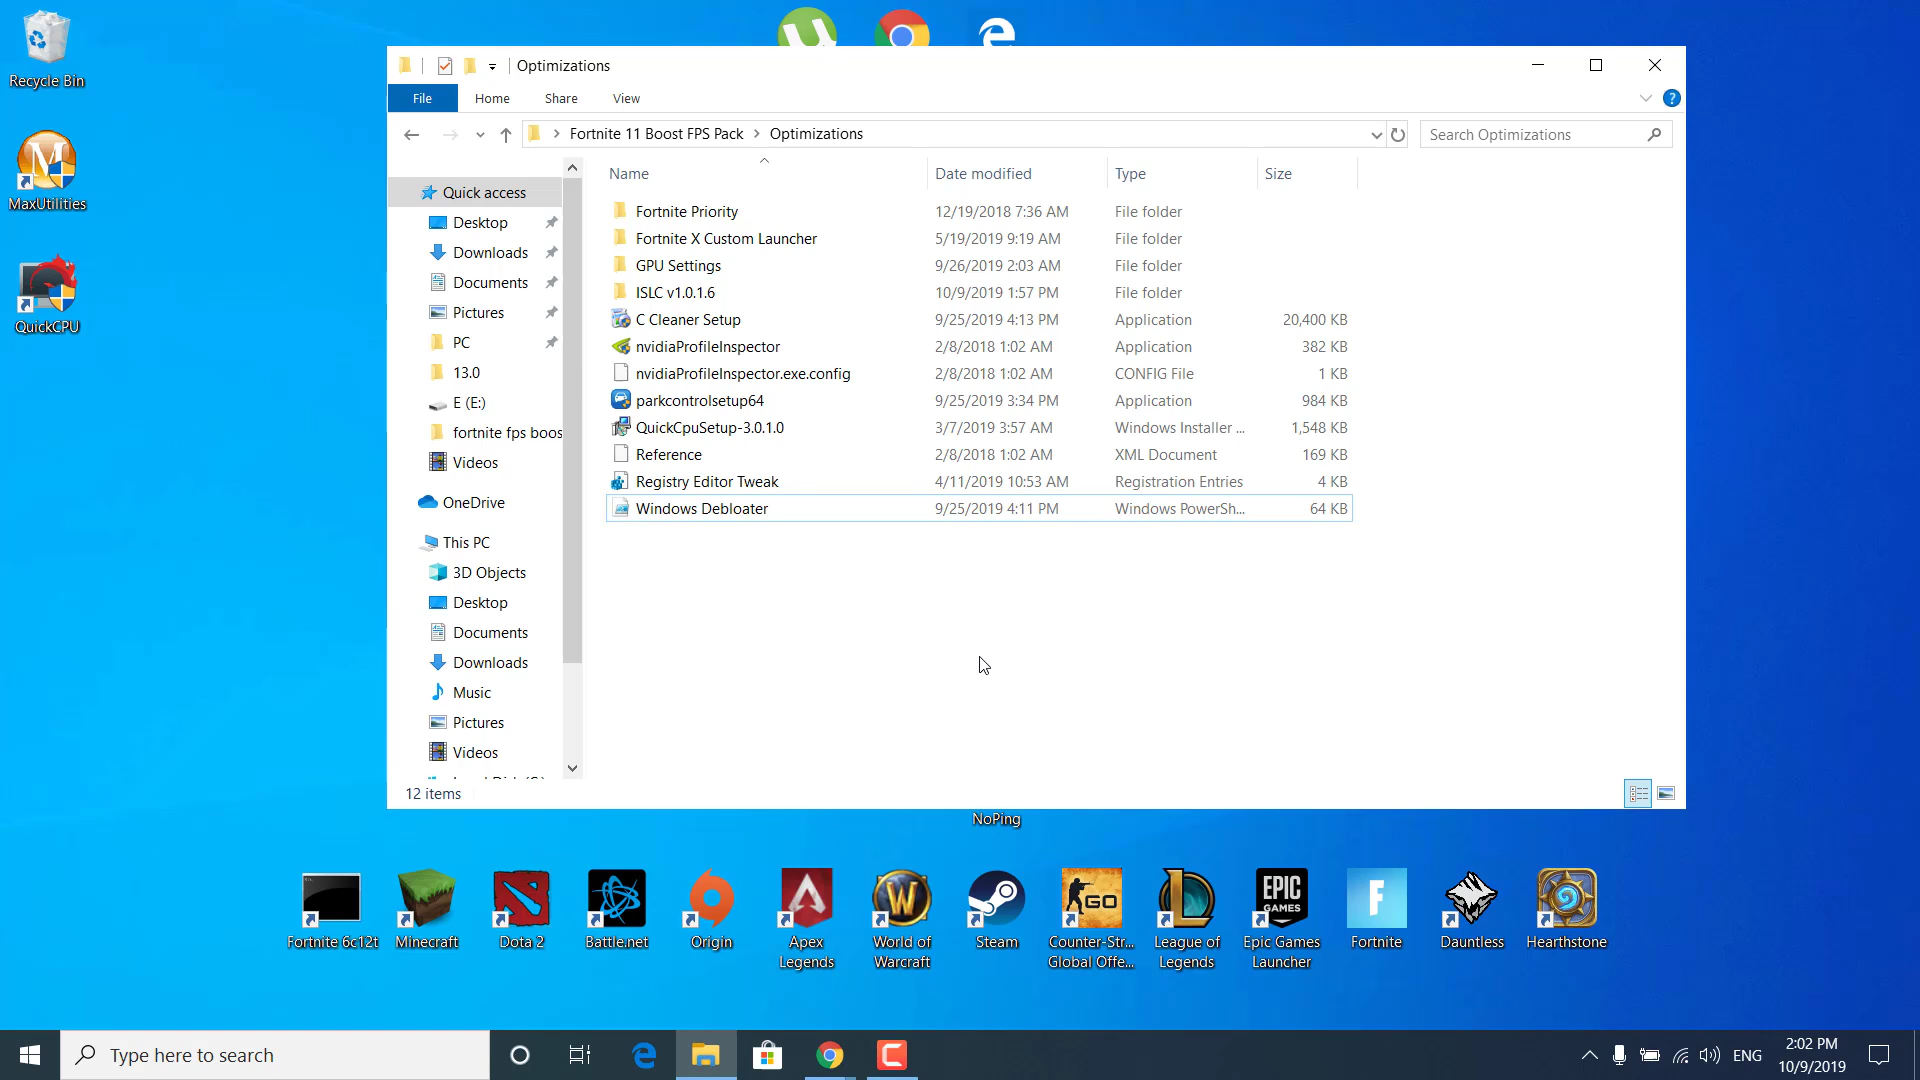 Recycle Bin
MaxUtilities
QuickCPU
Optimizations
File Home Share View
Fortnite 11 Boost FPS Pack Optimizations
Search Optimizations
Name Date modified Type Size
Fortnite Priority 12/19/2018 7:36 AM File folder
Fortnite X Custom Launcher 5/19/2019 9:19 AM File folder
GPU Settings 9/26/2019 2:03 AM File folder
ISLC v1.0.1.6 10/9/2019 1:57 PM File folder
C Cleaner Setup 9/25/2019 4:13 PM Application 20,400 KB
nvidiaProfileInspector 2/8/2018 1:02 AM Application 382 KB
nvidiaProfileInspector.exe.config 2/8/2018 1:02 AM CONFIG File 1 KB
parkcontrolsetup64 9/25/2019 3:34 PM Application 984 KB
QuickCpuSetup-3.0.1.0 3/7/2019 3:57 AM Windows Installer ... 1,548 KB
Reference 2/8/2018 1:02 AM XML Document 169 KB
Registry Editor Tweak 4/11/2019 10:53 AM Registration Entries 4 KB
Windows Debloater 9/25/2019 4:11 PM Windows PowerSh... 64 KB
Quick access
Desktop
Downloads
Documents
Pictures
PC
13.0
E (E:)
fortnite fps boos
Videos
OneDrive
This PC
3D Objects
Desktop
Documents
Downloads
Music
Pictures
Videos
12 items
NoPing
GO
EPIC
GAMES
Fortnite 6c12t
Minecraft
Dota 2
Battle.net
Origin
Apex
Legends
World of
Warcraft
Steam
Counter-Str...
Global Offe...
League of
Legends
Epic Games
Launcher
Fortnite
Dauntless
Hearthstone
Type here to search
ENG
2:02 PM
10/9/2019